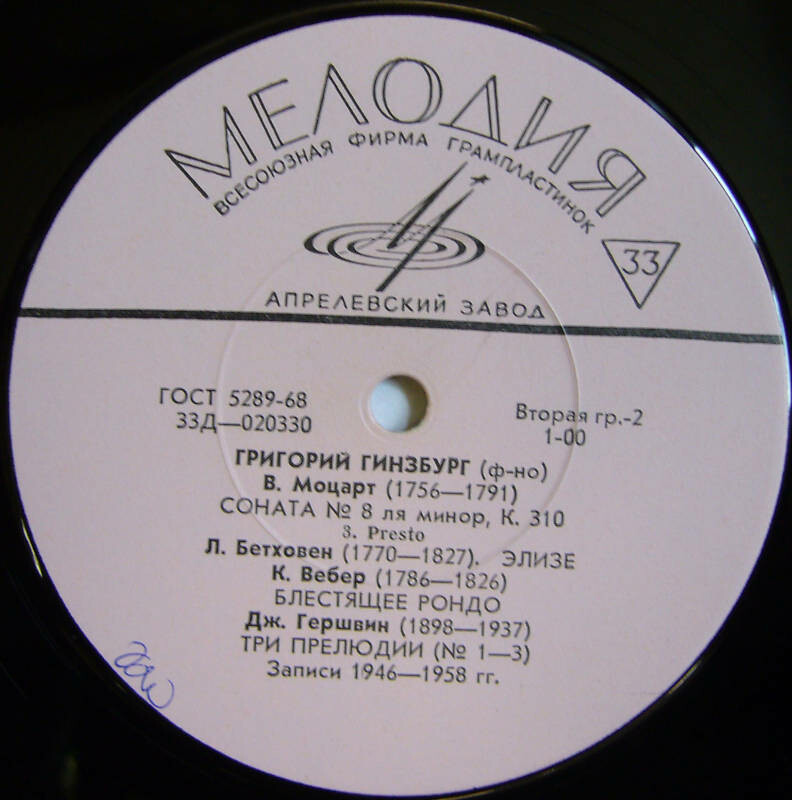 МЕЛОДИЯ
ВСЕСОЮЗНАЯ ФИРМА ГРАМПЛАСТИНОК
33
АПРЕЛЕВСКИЙ ЗАВОД
ГОСТ 5289-68
33Д—020330
Вторая гр.-2
1-00
ГРИГОРИЙ ГИНЗБУРГ (ф-но)
В. Моцарт (1756—1791)
СОНАТА № 8 ля минор, К. 310
3. Presto
Л. Бетховен (1770—1827). ЭЛИЗЕ
К. Вебер (1786—1826)
БЛЕСТЯЩЕЕ РОНДО
Дж. Гершвин (1898—1937)
ТРИ ПРЕЛЮДИИ (№ 1—3)
Записи 1946—1958 гг.